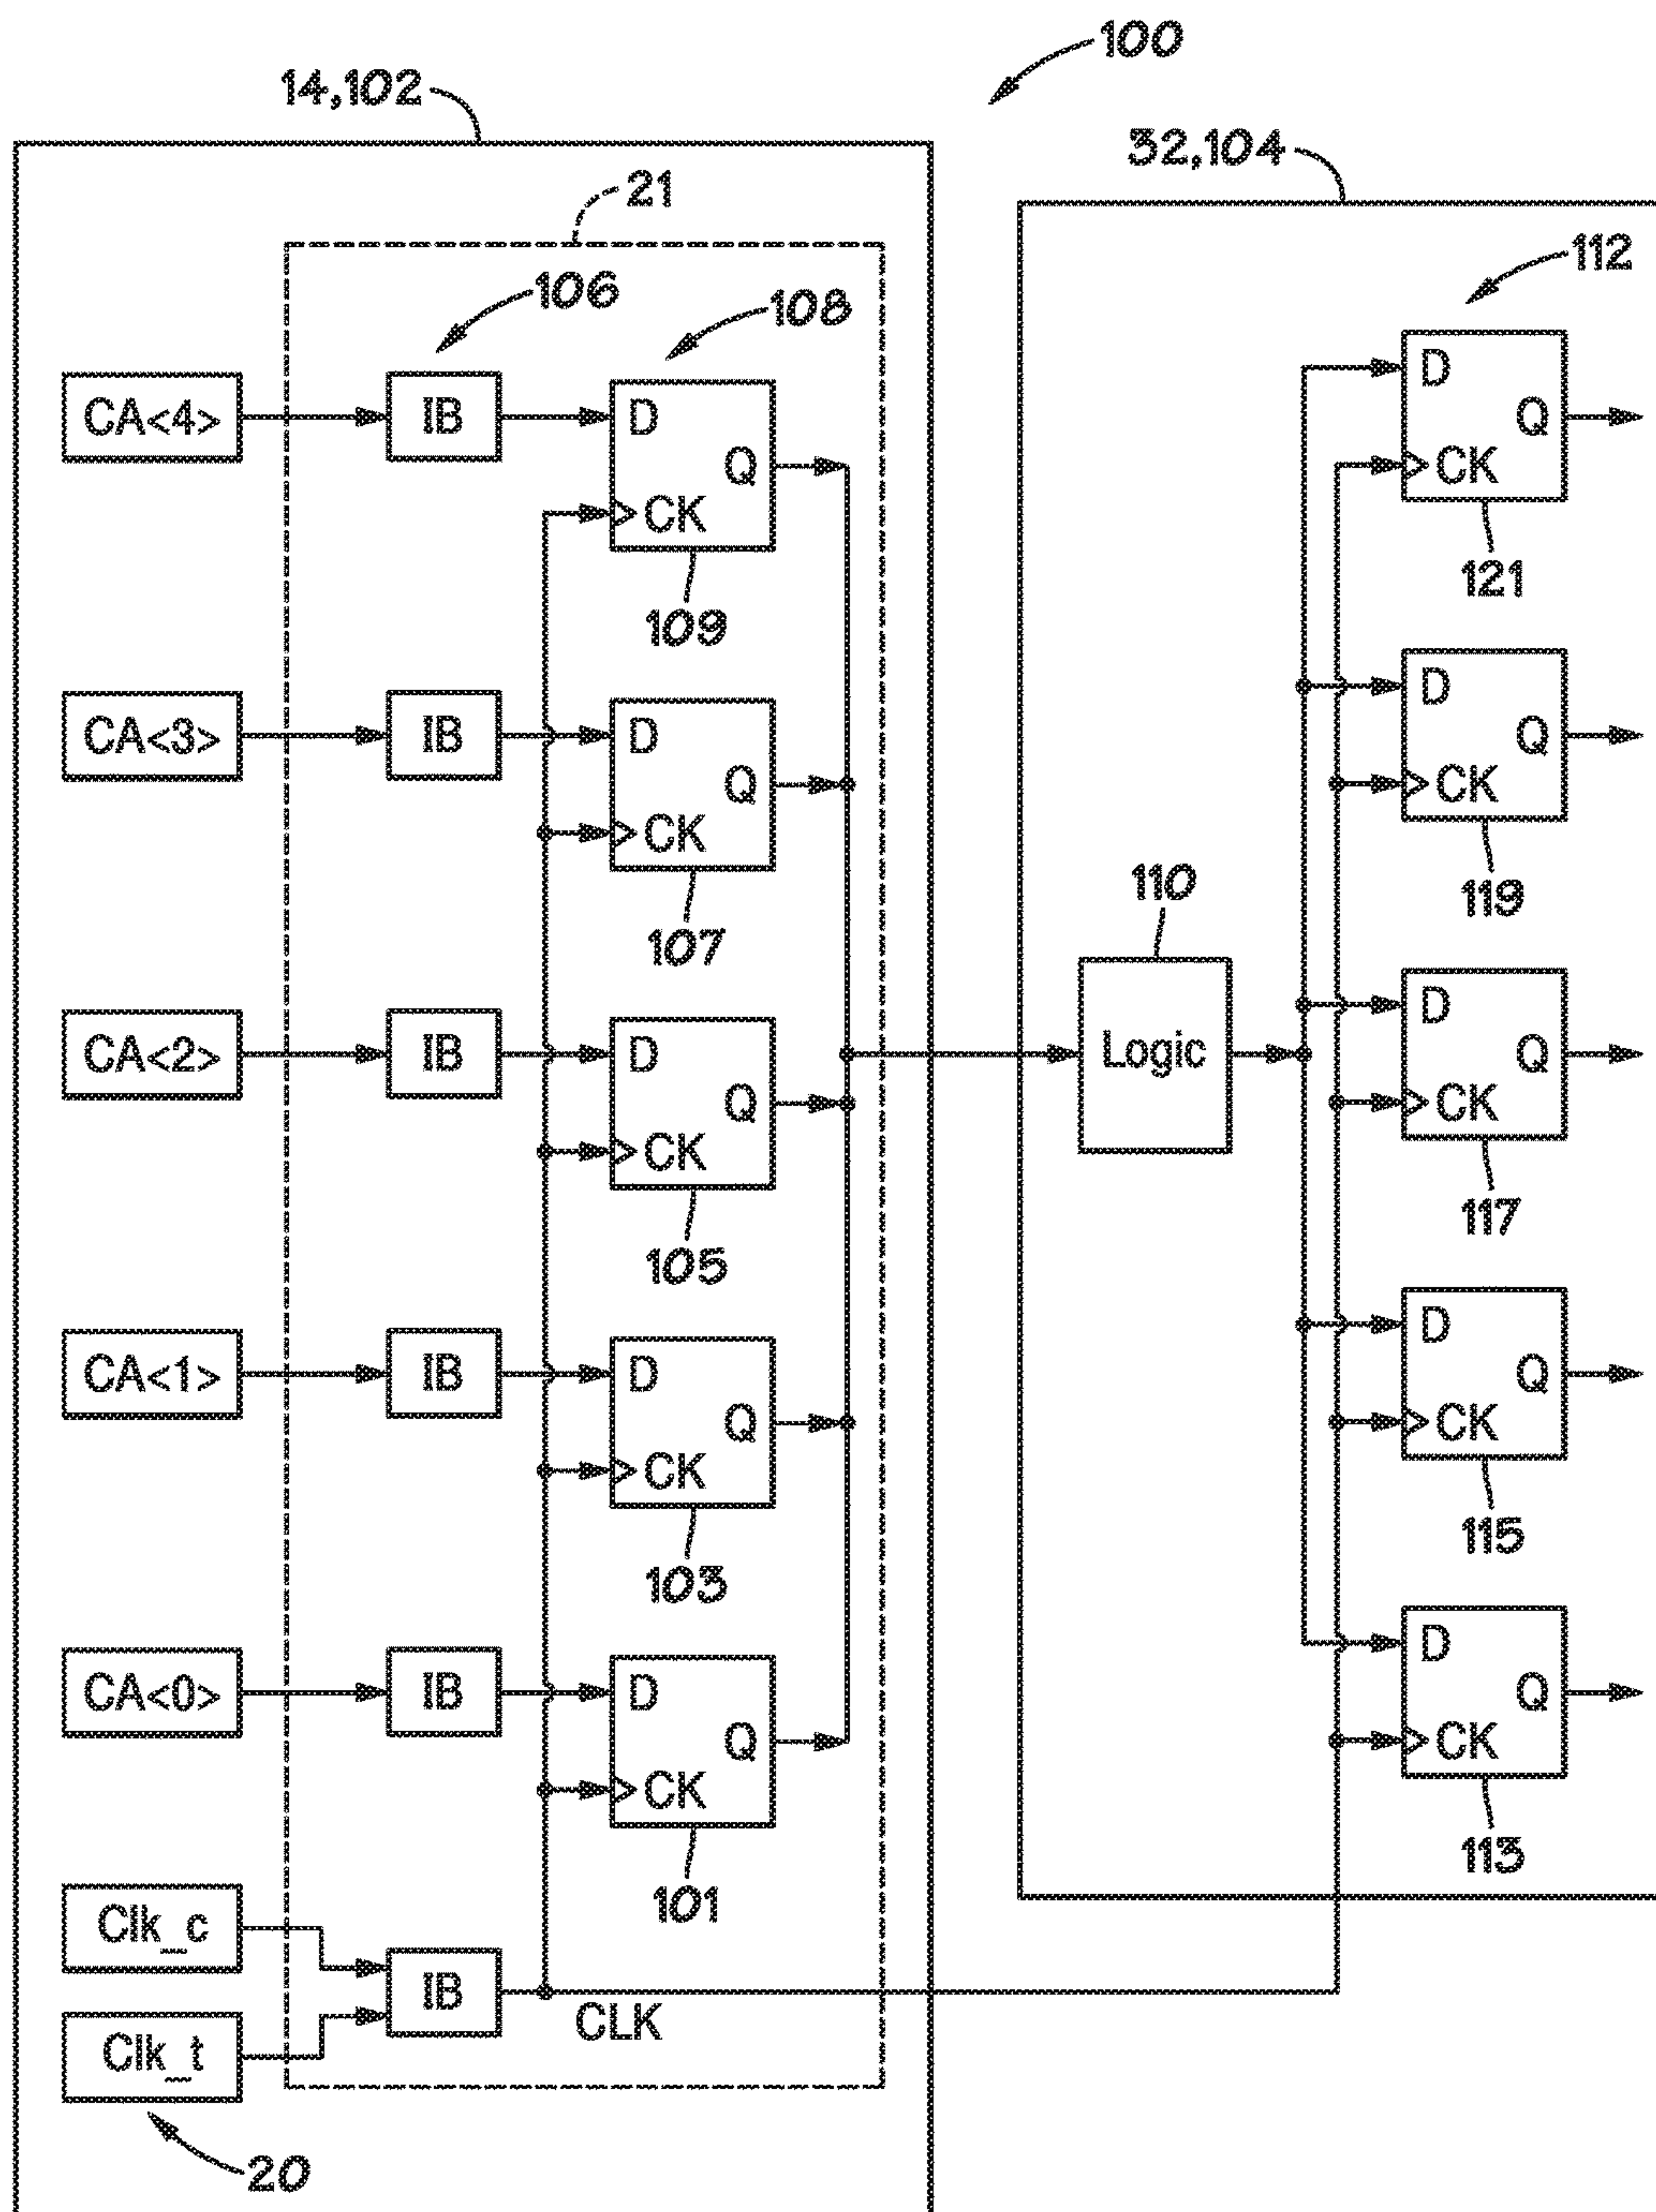 100
14,102
32,104
21
112
106
108
CA<4>
IB
D
Q
CK
109
D
Q
CK
121
CA<3>
IB
D
Q
CK
107
D
Q
CK
119
110
CA<2>
IB
D
Q
CK
105
Logic
D
Q
CK
117
CA<1>
IB
D
Q
CK
103
D
Q
CK
115
CA<0>
IB
D
Q
CK
101
D
Q
CK
113
Clk_c
IB
CLK
Clk_t
20